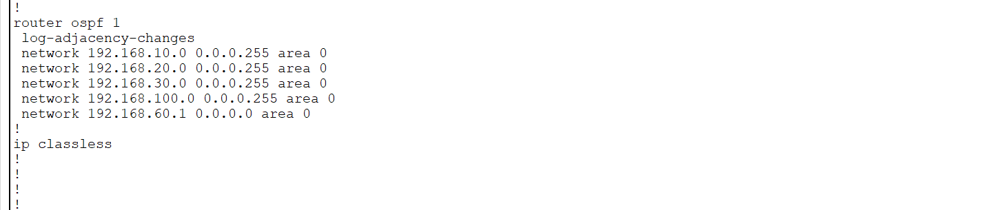 !
router ospf 1
log-adjacency-changes
network 192.168.10.0 0.0.0.255 area 0
network 192.168.20.0 0.0.0.255 area 0
network 192.168.30.0 0.0.0.255 area 0
network 192.168.100.0 0.0.0.255 area 0
network 192.168.60.1 0.0.0.0 area 0
!
ip classless
!
!
!
!